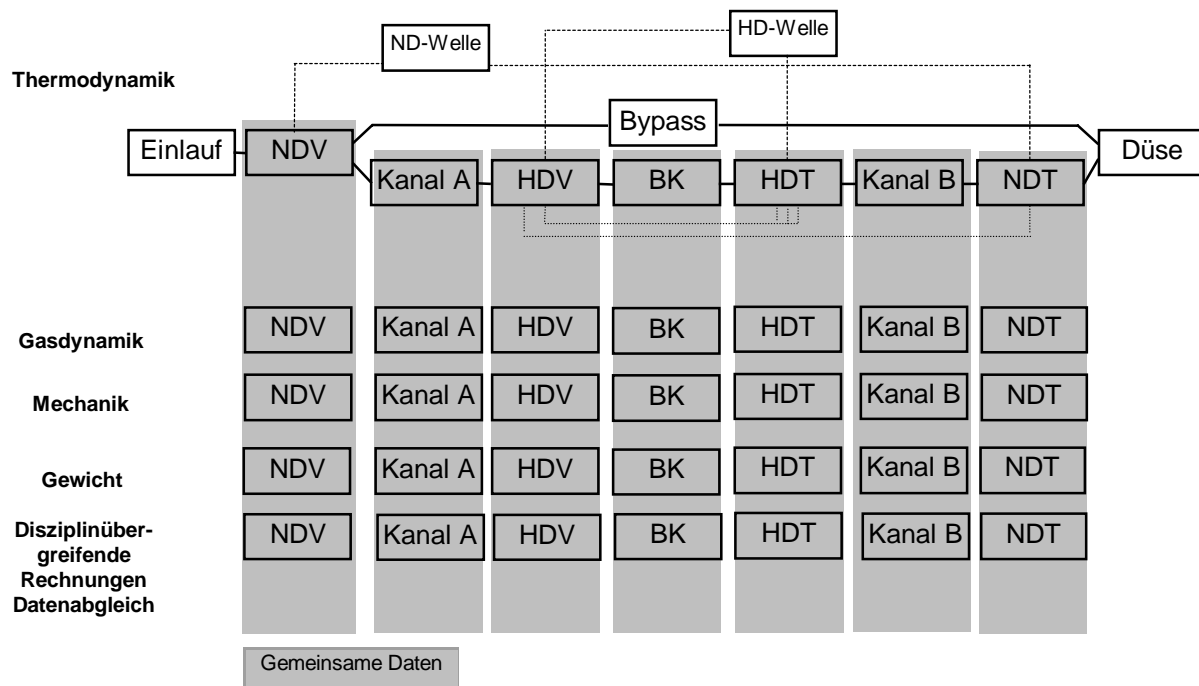 HD-Welle
ND-Welle
Thermodynamik
Bypass
Einlauf NDV Düse
Kanal A HDV BK HDT Kanal B NDT
Gasdynamik NDV Kanal A HDV BK HDT Kanal B NDT
Mechanik NDV Kanal A HDV BK HDT Kanal B NDT
Gewicht NDV Kanal A HDV BK HDT Kanal B NDT
Disziplinüber-
greifende
Rechnungen
Datenabgleich
NDV Kanal A HDV BK HDT Kanal B NDT
Gemeinsame Daten